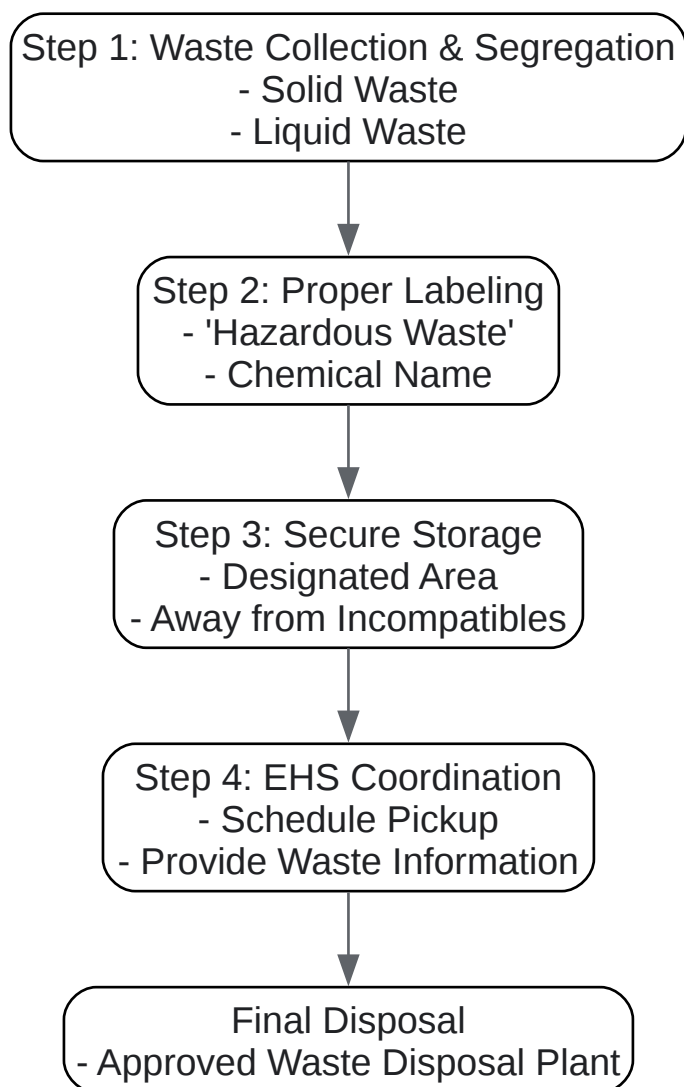 Step 1: Waste Collection & Segregation
- Solid Waste
- Liquid Waste
Step 2: Proper Labeling
- 'Hazardous Waste'
- Chemical Name
Step 3: Secure Storage
- Designated Area
- Away from Incompatibles
Step 4: EHS Coordination
- Schedule Pickup
- Provide Waste Information
Final Disposal
- Approved Waste Disposal Plant